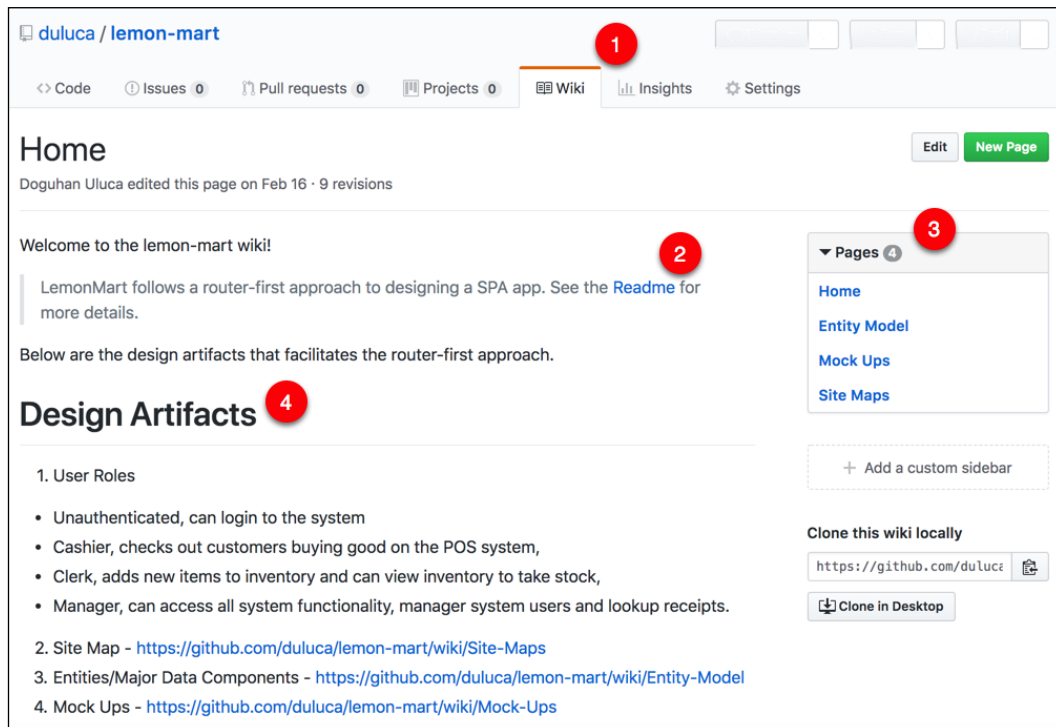 duluca / lemon-mart
1
<> Code Issues 0 Pull requests 0 Projects 0 Wiki Insights Settings
Home
Edit New Page
Doguhan Uluca edited this page on Feb 16 · 9 revisions
3
Welcome to the lemon-mart wiki!
2
Pages 4
LemonMart follows a router-first approach to designing a SPA app. See the Readme for
more details.
Home
Entity Model
Below are the design artifacts that facilitates the router-first approach.
Mock Ups
Site Maps
Design Artifacts 4
+ Add a custom sidebar
1. User Roles
• Unauthenticated, can login to the system
• Cashier, checks out customers buying good on the POS system,
• Clerk, adds new items to inventory and can view inventory to take stock,
• Manager, can access all system functionality, manager system users and lookup receipts.
Clone this wiki locally
https://github.com/duluca
Clone in Desktop
2. Site Map - https://github.com/duluca/lemon-mart/wiki/Site-Maps
3. Entities/Major Data Components - https://github.com/duluca/lemon-mart/wiki/Entity-Model
4. Mock Ups - https://github.com/duluca/lemon-mart/wiki/Mock-Ups